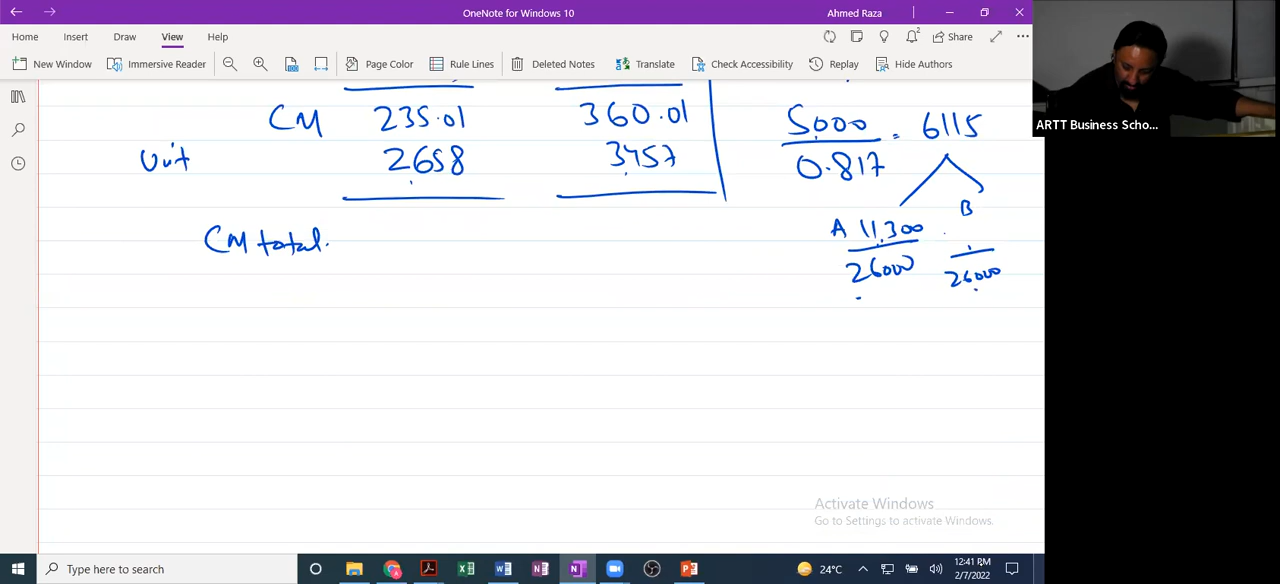 OneNote for Windows 10
Ahmed Raza
Home Insert Draw View Help
2
Share
New Window Immersive Reader Page Color Rule Lines Deleted Notes Translate Check Accessibility Replay Hide Authors
ARTT Business Scho...
CM 235.01 360.01
Unit 2658 3457
5000 = 6115
0.817
A 11,300 B
26000 26000
CM total.
Activate Windows
Go to Settings to activate Windows.
Type here to search
24°C
12:41 PM
2/7/2022